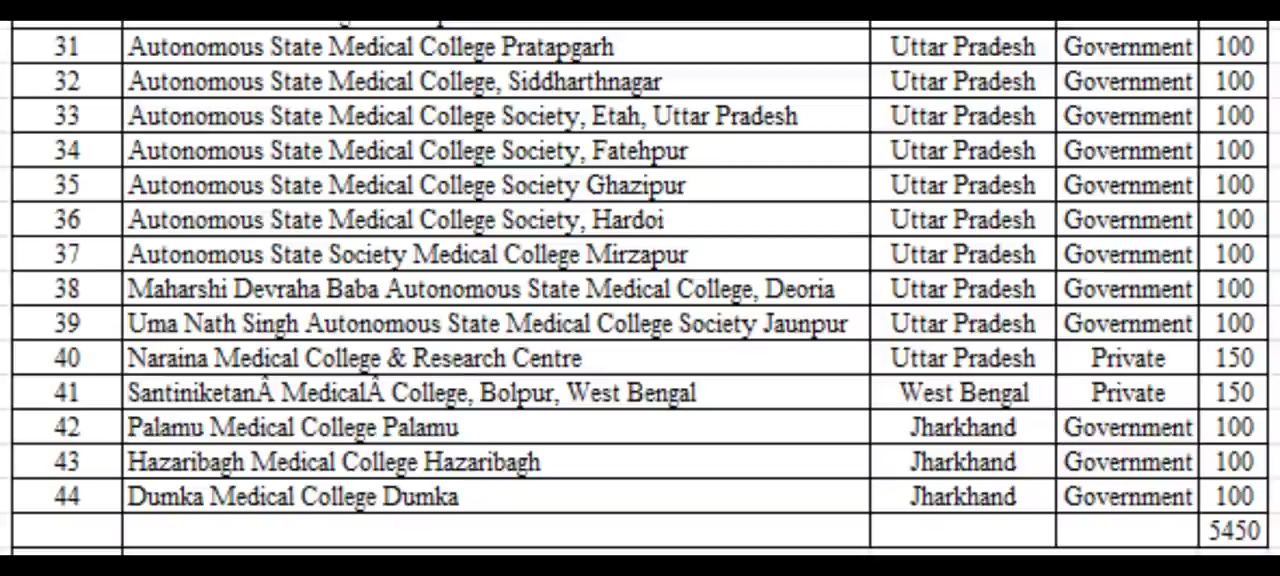 31 Autonomous State Medical College Pratapgarh Uttar Pradesh Government 100
32 Autonomous State Medical College, Siddharthnagar Uttar Pradesh Government 100
33 Autonomous State Medical College Society, Etah, Uttar Pradesh Uttar Pradesh Government 100
34 Autonomous State Medical College Society, Fatehpur Uttar Pradesh Government 100
35 Autonomous State Medical College Society Ghazipur Uttar Pradesh Government 100
36 Autonomous State Medical College Society, Hardoi Uttar Pradesh Government 100
37 Autonomous State Society Medical College Mirzapur Uttar Pradesh Government 100
38 Maharshi Devraha Baba Autonomous State Medical College, Deoria Uttar Pradesh Government 100
39 Uma Nath Singh Autonomous State Medical College Society Jaunpur Uttar Pradesh Government 100
40 Naraina Medical College & Research Centre Uttar Pradesh Private 150
41 SantiniketanÂ MedicalÂ College, Bolpur, West Bengal West Bengal Private 150
42 Palamu Medical College Palamu Jharkhand Government 100
43 Hazaribagh Medical College Hazaribagh Jharkhand Government 100
44 Dumka Medical College Dumka Jharkhand Government 100
5450